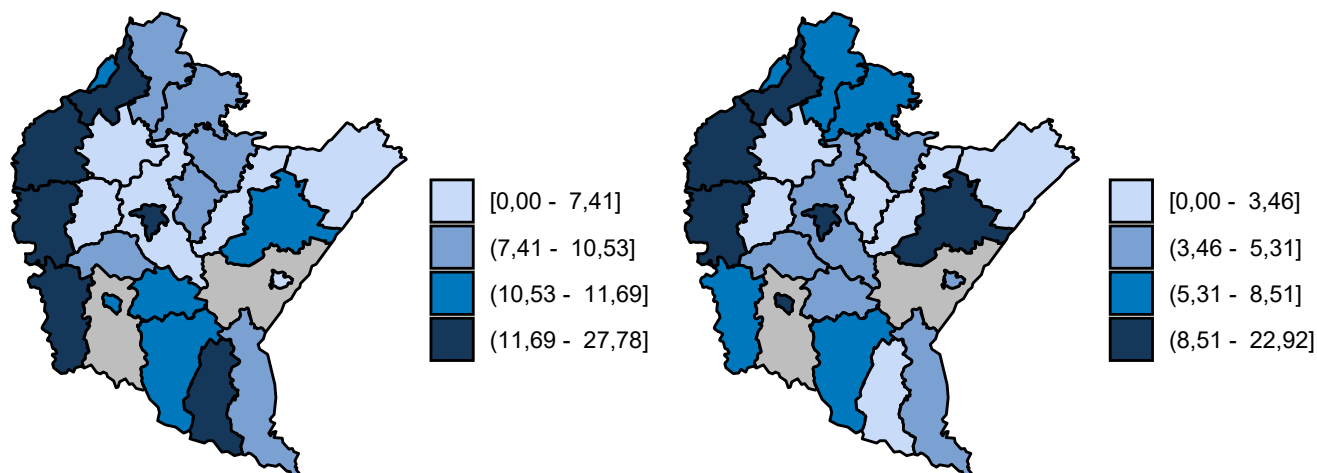 [0,00 - 7,41]
(7,41 - 10,53]
(10,53 - 11,69]
(11,69 - 27,78]
[0,00 - 3,46]
(3,46 - 5,31]
(5,31 - 8,51]
(8,51 - 22,92]